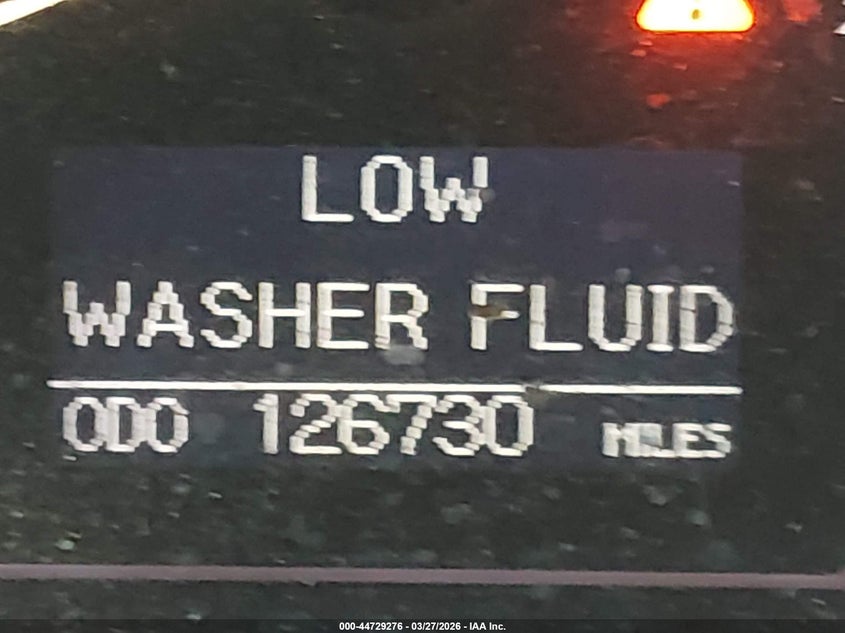 LOW
WASHER FLUID
ODO 126730 MILES
000-44729276 - 03/27/2026 - IAA Inc.